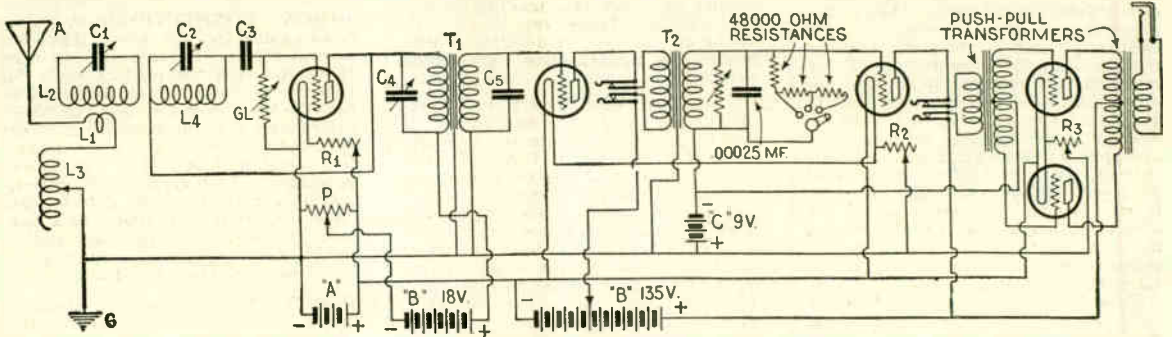 A
C1
C2
C3
L2
L1
L3
L4
GL
R1
P
C4
T1
C5
T2
48000 OHM
RESISTANCES
.00025 MF.
R2
PUSH-PULL
TRANSFORMERS
R3
- "C" 9V. +
G
- "A" +
- "B" 18V. +
- "B" 135V. +